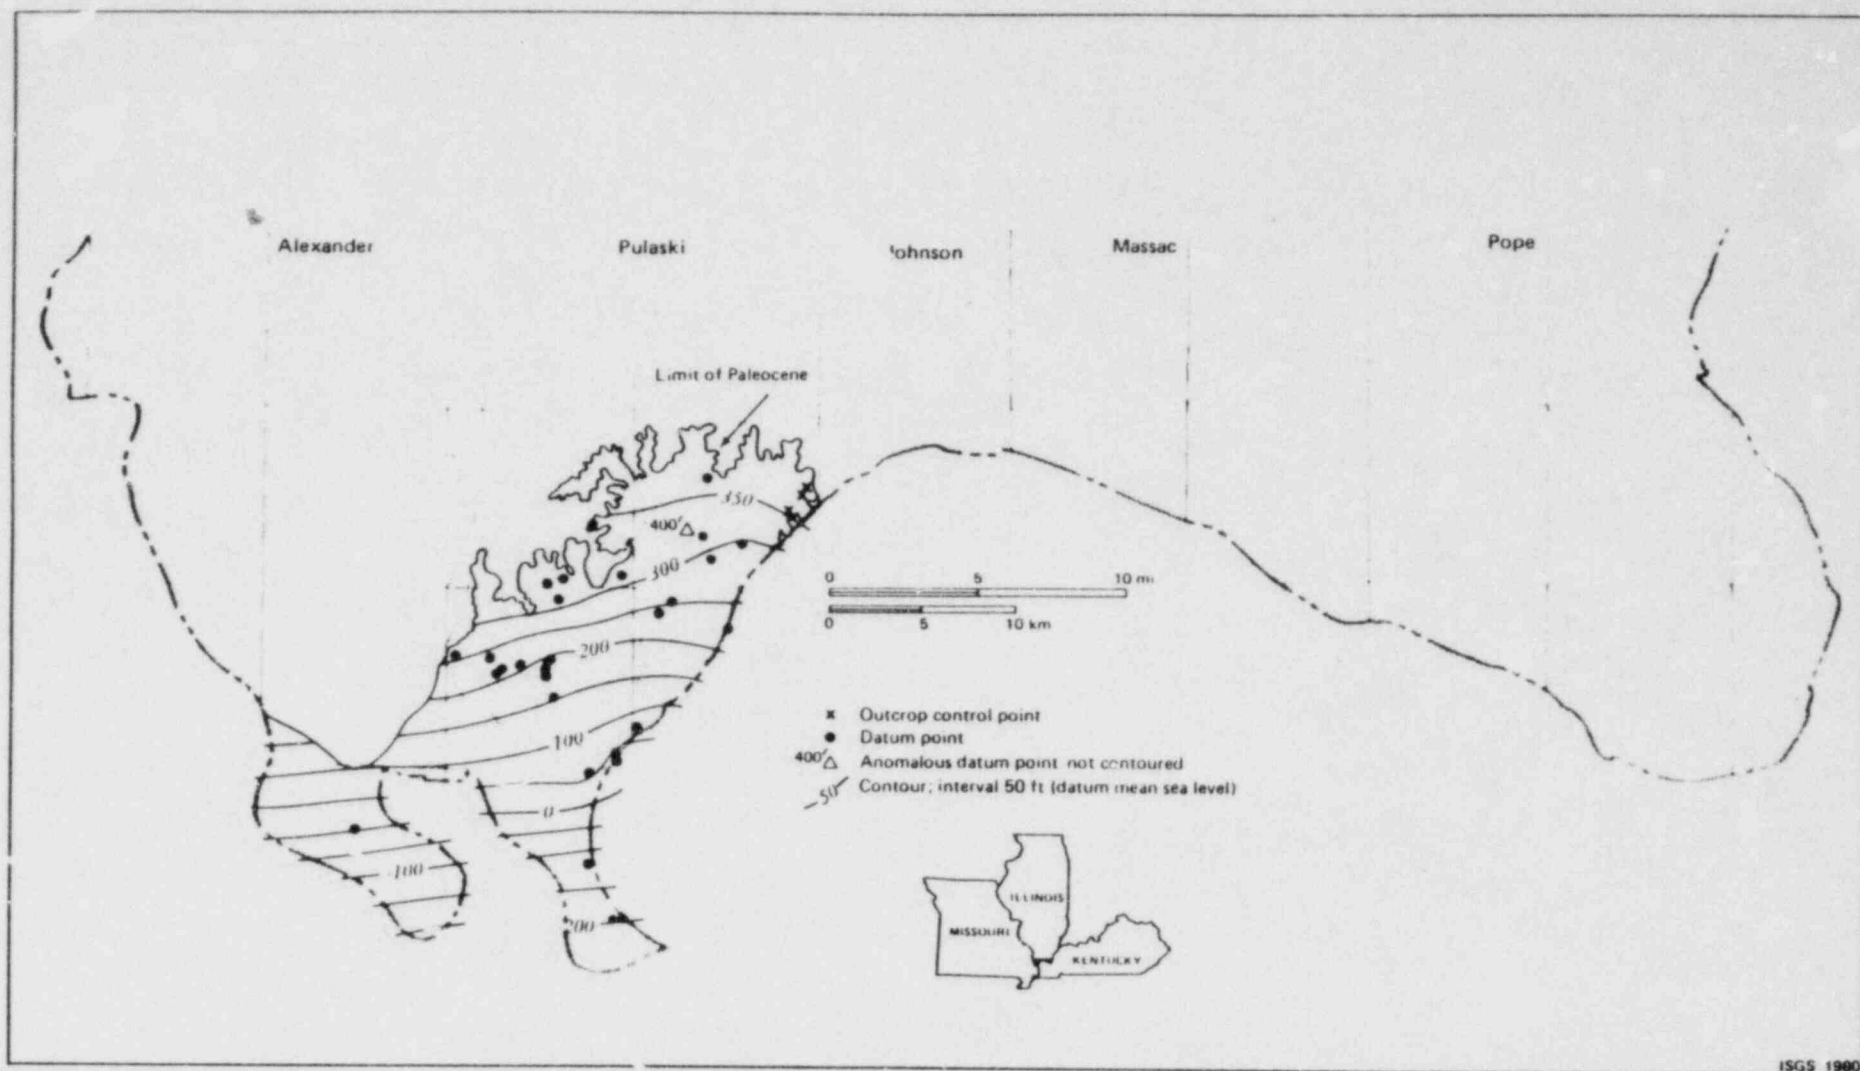 Alexander
Pulaski
Johnson
Massac
Pope
Limit of Paleocene
350
400'
300
200
100
0
-100
200
0 5 10 mi
0 5 10 km
Outcrop control point
Datum point
400' Anomalous datum point not contoured
-50 Contour; interval 50 ft (datum mean sea level)
ILLINOIS
MISSOURI
KENTUCKY
ISGS 1980